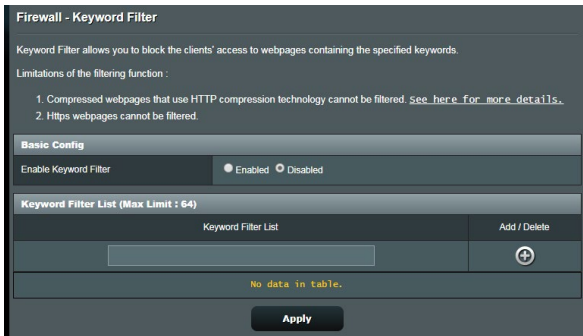 Firewall - Keyword Filter
Keyword Filter allows you to block the clients' access to webpages containing the specified keywords.
Limitations of the filtering function :
1. Compressed webpages that use HTTP compression technology cannot be filtered. See here for more details.
2. Https webpages cannot be filtered.
Basic Config
Enable Keyword Filter Enabled Disabled
Keyword Filter List (Max Limit : 64)
Keyword Filter List Add / Delete
No data in table.
Apply